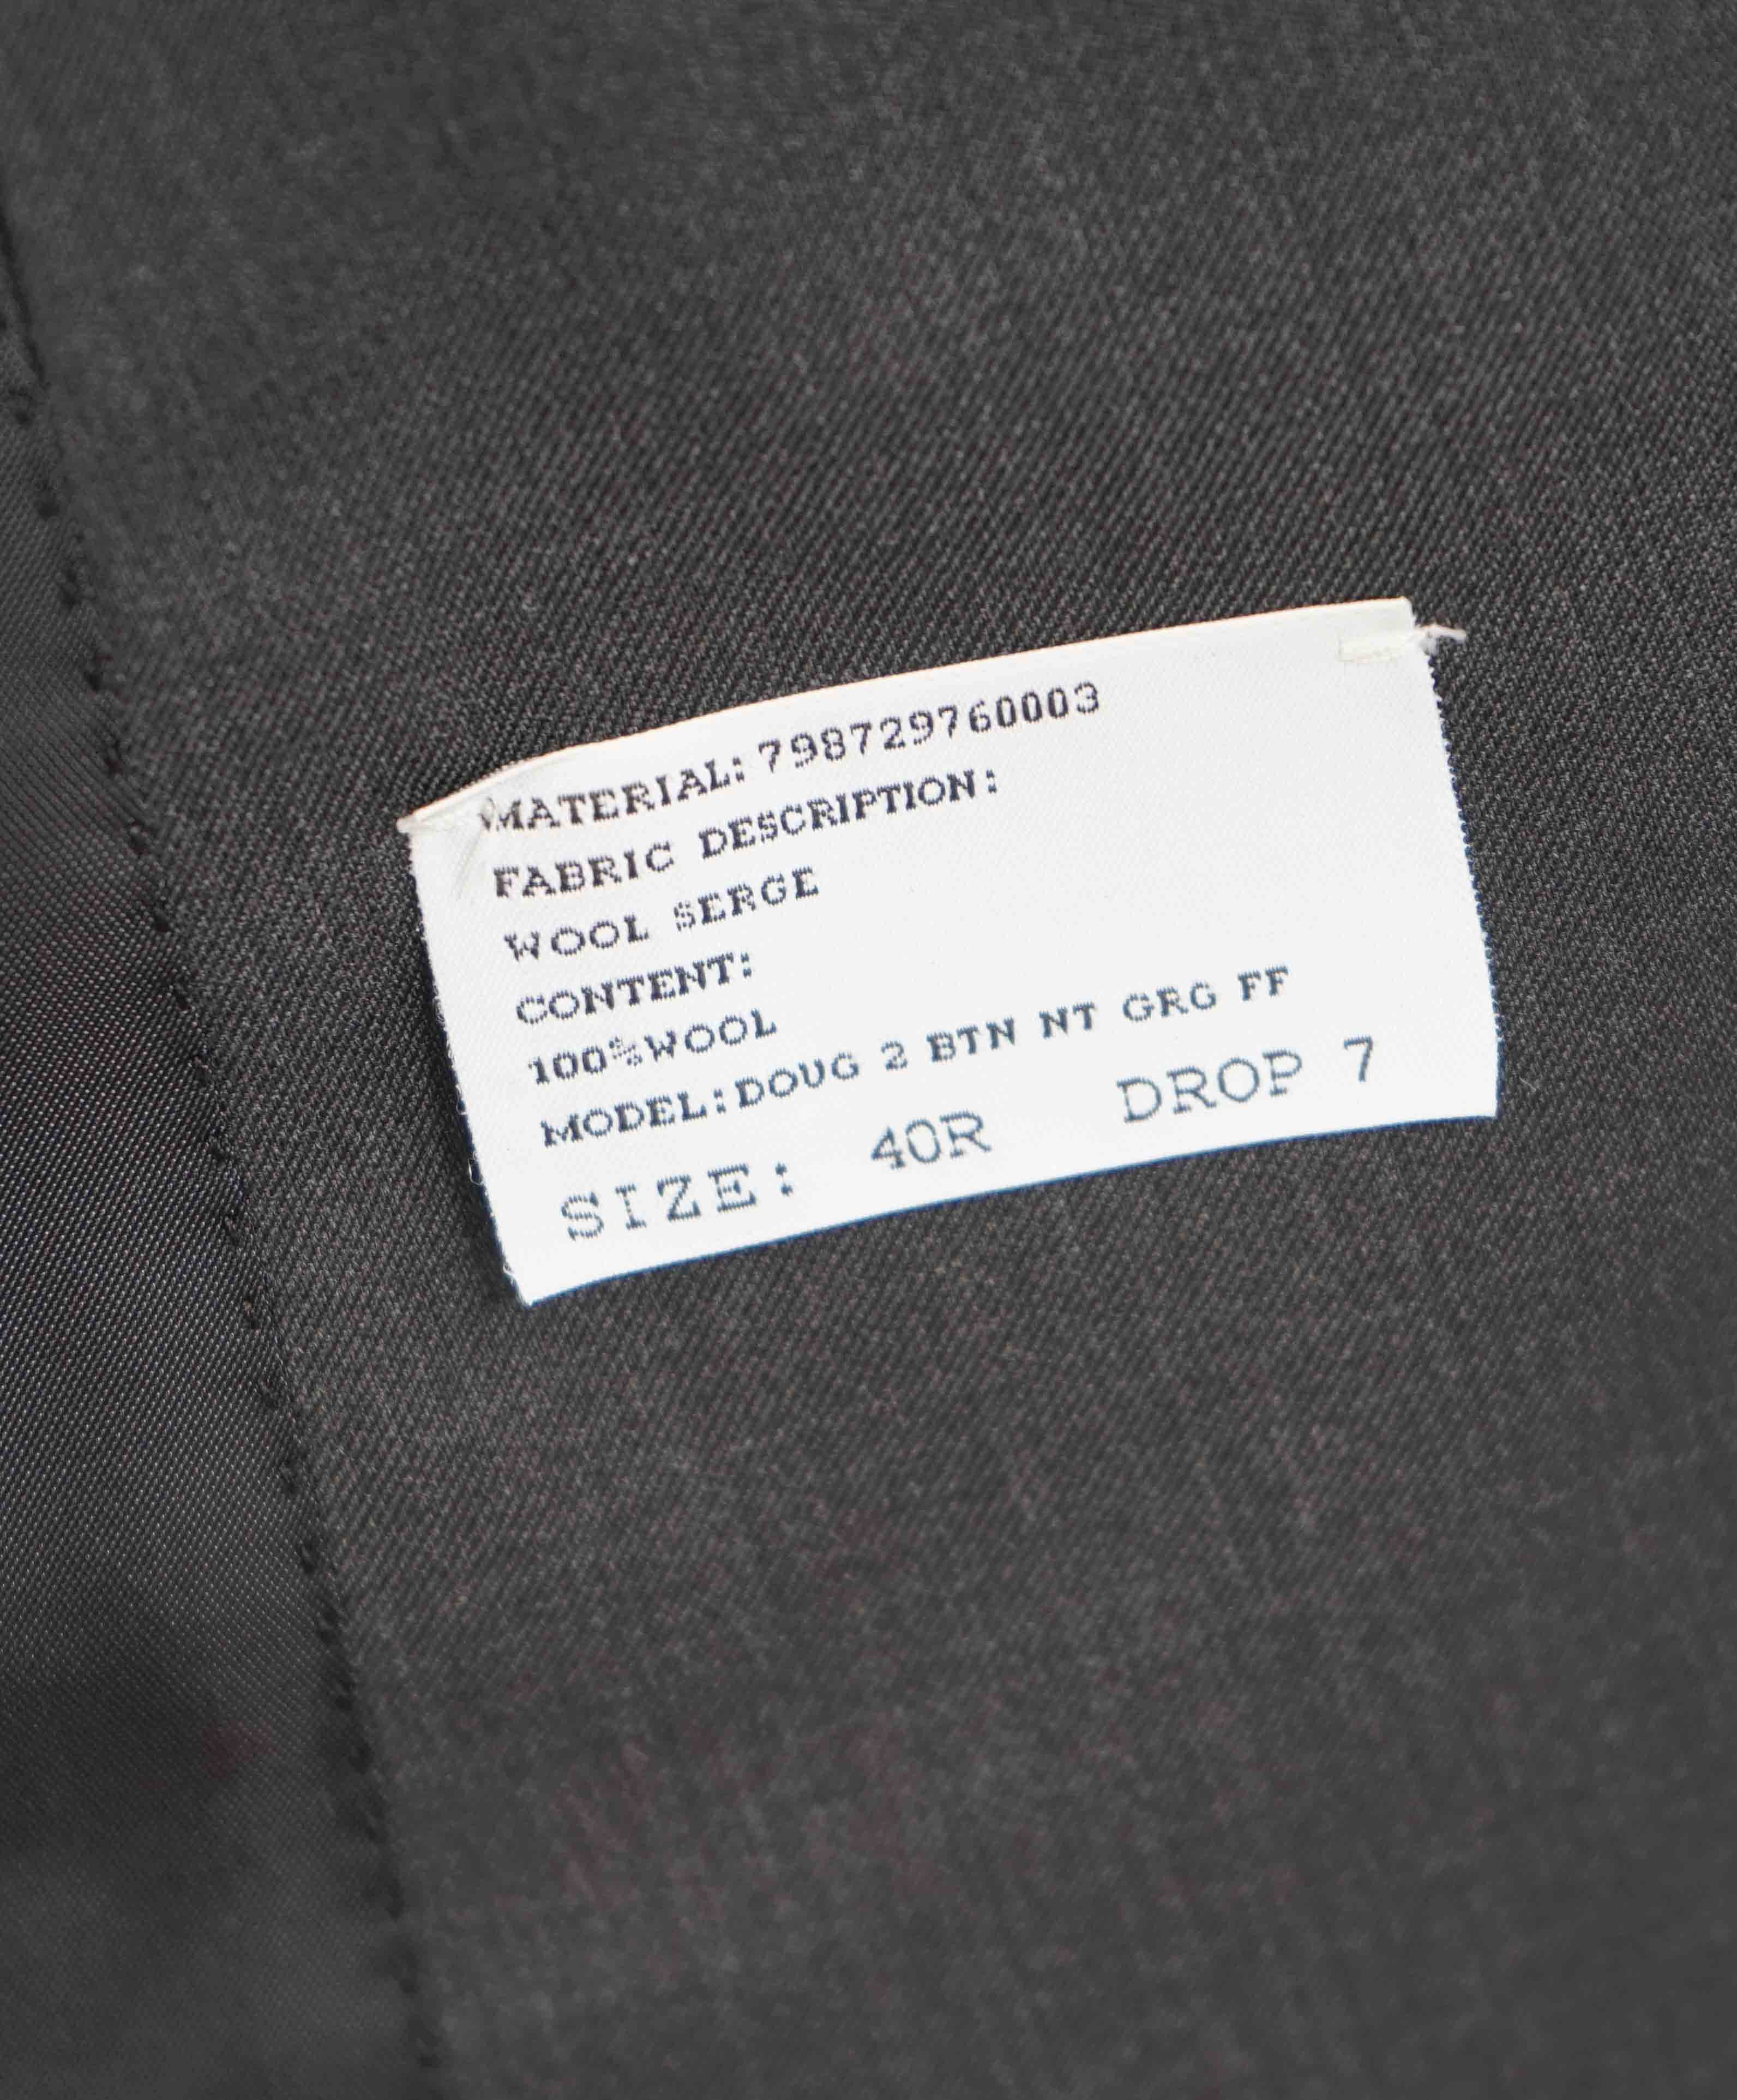 MATERIAL: 798729760003
FABRIC DESCRIPTION:
WOOL SERGE
CONTENT:
100%WOOL
MODEL:DOUG 2 BTN NT GRG FF
SIZE: 40R DROP 7